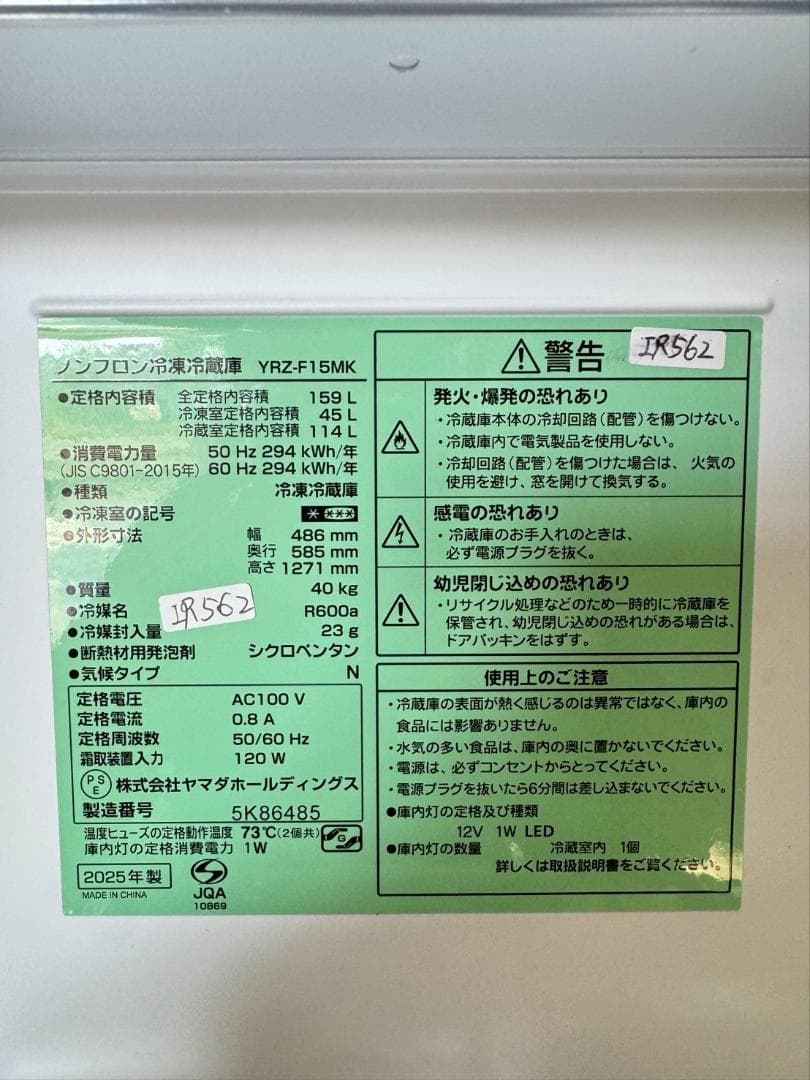 ノンフロン冷凍冷蔵庫 YRZ-F15MK
●定格内容積 全定格内容積 159 L
冷凍室定格内容積 45 L
冷蔵室定格内容積 114 L
●消費電力量 50 Hz 294 kWh/年
(JIS C9801-2015年) 60 Hz 294 kWh/年
●種類 冷凍冷蔵庫
●冷凍室の記号
●外形寸法 幅 486 mm
奥行 585 mm
高さ 1271 mm
●質量 40 kg
●冷媒名 R600a
IR562
●冷媒封入量 23 g
●断熱材用発泡剤 シクロペンタン
●気候タイプ N
定格電圧 AC100 V
定格電流 0.8 A
定格周波数 50/60 Hz
霜取装置入力 120 W
PSE 株式会社ヤマダホールディングス
製造番号 5K86485
温度ヒューズの定格動作温度 73℃(2個共)
庫内灯の定格消費電力 1W
G
2025年製
MADE IN CHINA
JQA
10869
警告
IR562
発火・爆発の恐れあり
・冷蔵庫本体の冷却回路(配管)を傷つけない。
・冷蔵庫内で電気製品を使用しない。
・冷却回路(配管)を傷つけた場合は、火気の
使用を避け、窓を開けて換気する。
感電の恐れあり
・冷蔵庫のお手入れのときは、
必ず電源プラグを抜く。
幼児閉じ込めの恐れあり
・リサイクル処理などのため一時的に冷蔵庫を
保管され、幼児閉じ込めの恐れがある場合は、
ドアパッキンをはずす。
使用上のご注意
・冷蔵庫の表面が熱く感じるのは異常ではなく、庫内の
食品には影響ありません。
・水気の多い食品は、庫内の奥に置かないでください。
・電源は、必ずコンセントからとってください。
・電源プラグを抜いたら6分間は差し込まないでください。
●庫内灯の定格及び種類
12V 1W LED
●庫内灯の数量 冷蔵室内 1個
詳しくは取扱説明書をご覧ください。